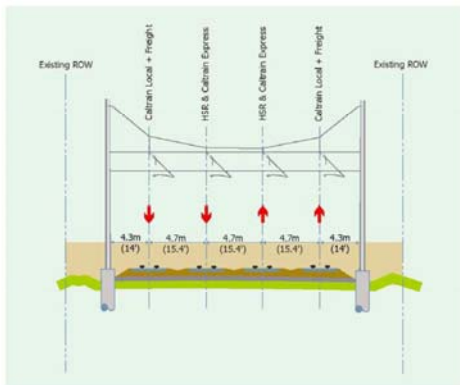 Existing ROW
Caltrain Local + Freight
HSR & Caltrain Express
HSR & Caltrain Express
Caltrain Local + Freight
Existing ROW
4.3m
(14')
4.7m
(15.4')
4.7m
(15.4')
4.7m
(15.4')
4.3m
(14')